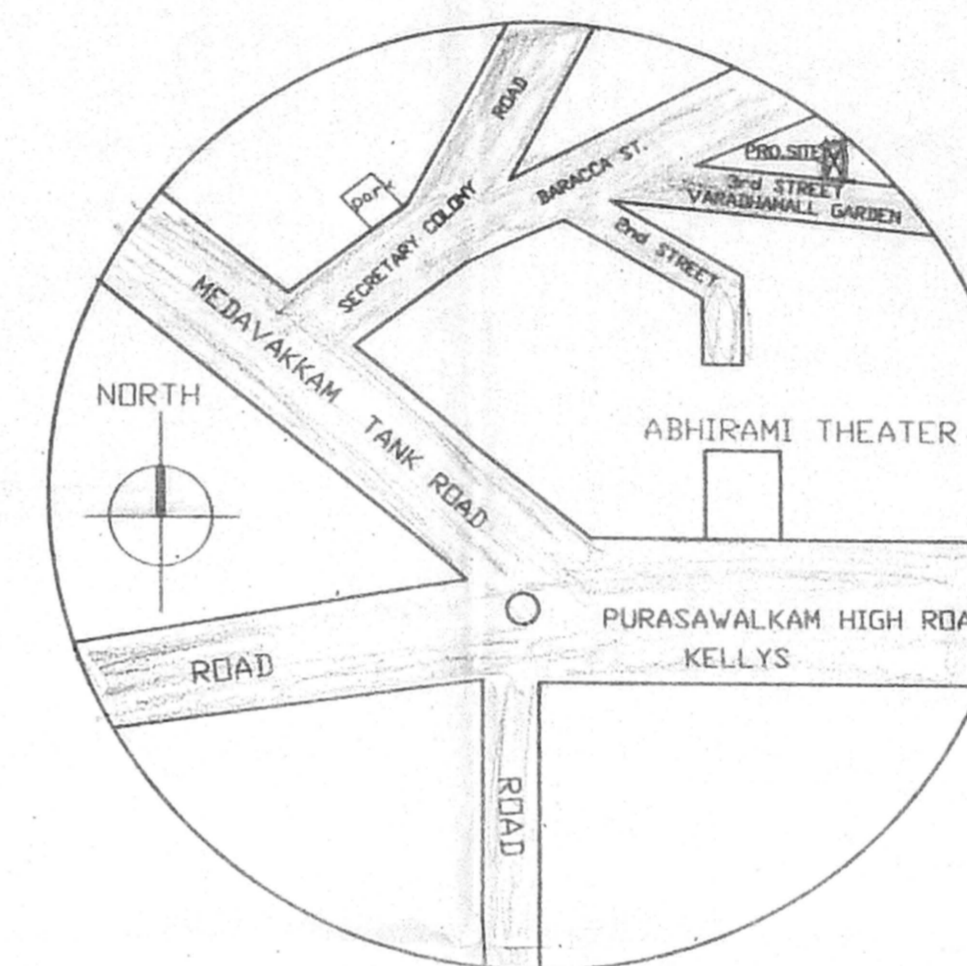 ROAD
BARACCA ST.
PRO.SITE
3rd STREET
VARADHAMALL GARDEN
park
SECRETARY COLONY
2nd STREET
MEDAVAKKAM TANK ROAD
NORTH
ABHIRAMI THEATER
PURASAWALKAM HIGH ROA
KELLYS
ROAD
ROAD